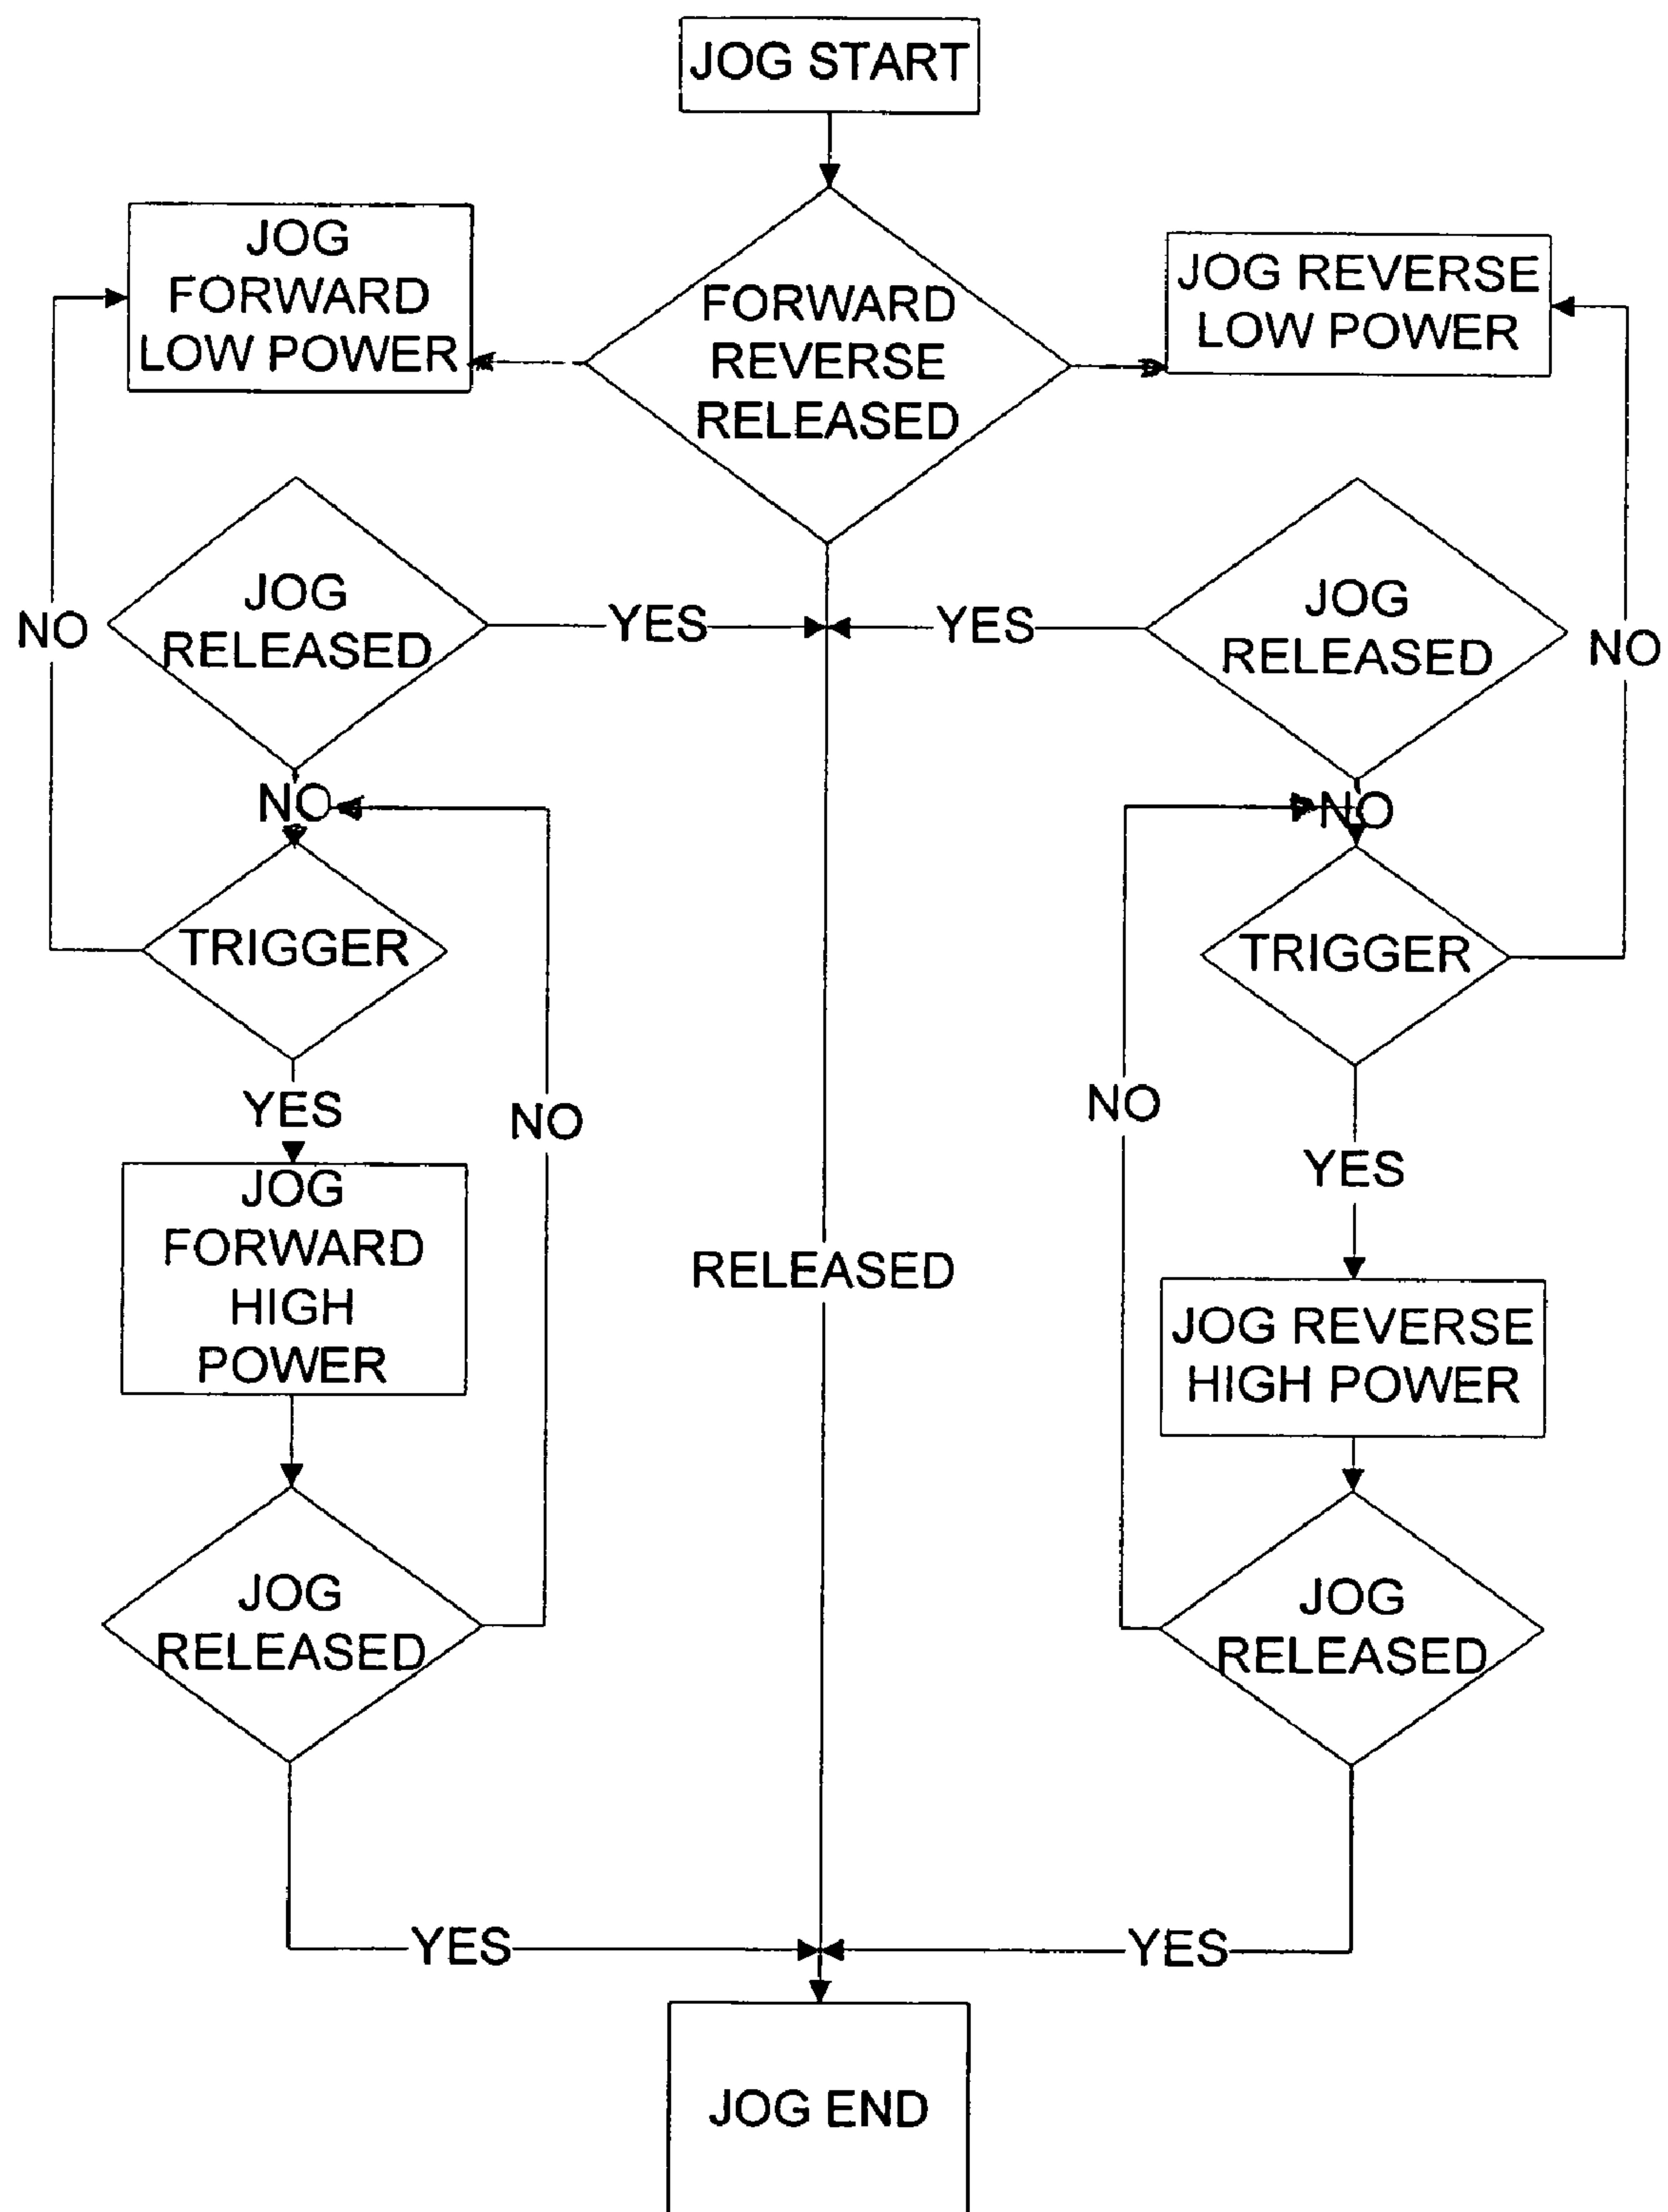 JOG START
JOG
FORWARD
LOW POWER
FORWARD
REVERSE
RELEASED
JOG REVERSE
LOW POWER
NO
JOG
RELEASED
YES
YES
JOG
RELEASED
NO
NO
NO
TRIGGER
TRIGGER
YES
NO
NO
YES
JOG
FORWARD
HIGH
POWER
RELEASED
JOG REVERSE
HIGH POWER
JOG
RELEASED
JOG
RELEASED
YES
YES
JOG END